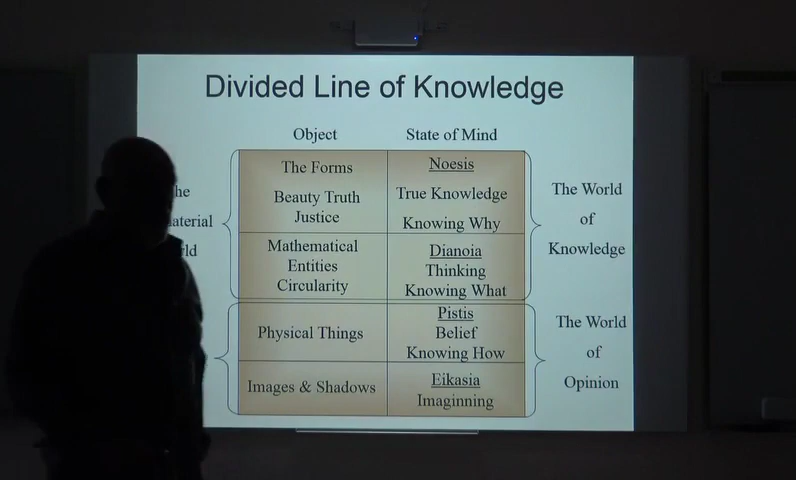 Divided Line of Knowledge
Object State of Mind
The Forms
Beauty Truth
Justice
Noesis
True Knowledge
Knowing Why
The World
of
Knowledge
Mathematical
Entities
Circularity
Dianoia
Thinking
Knowing What
Physical Things
Pistis
Belief
Knowing How
The World
of
Opinion
Images & Shadows
Eikasia
Imaginning